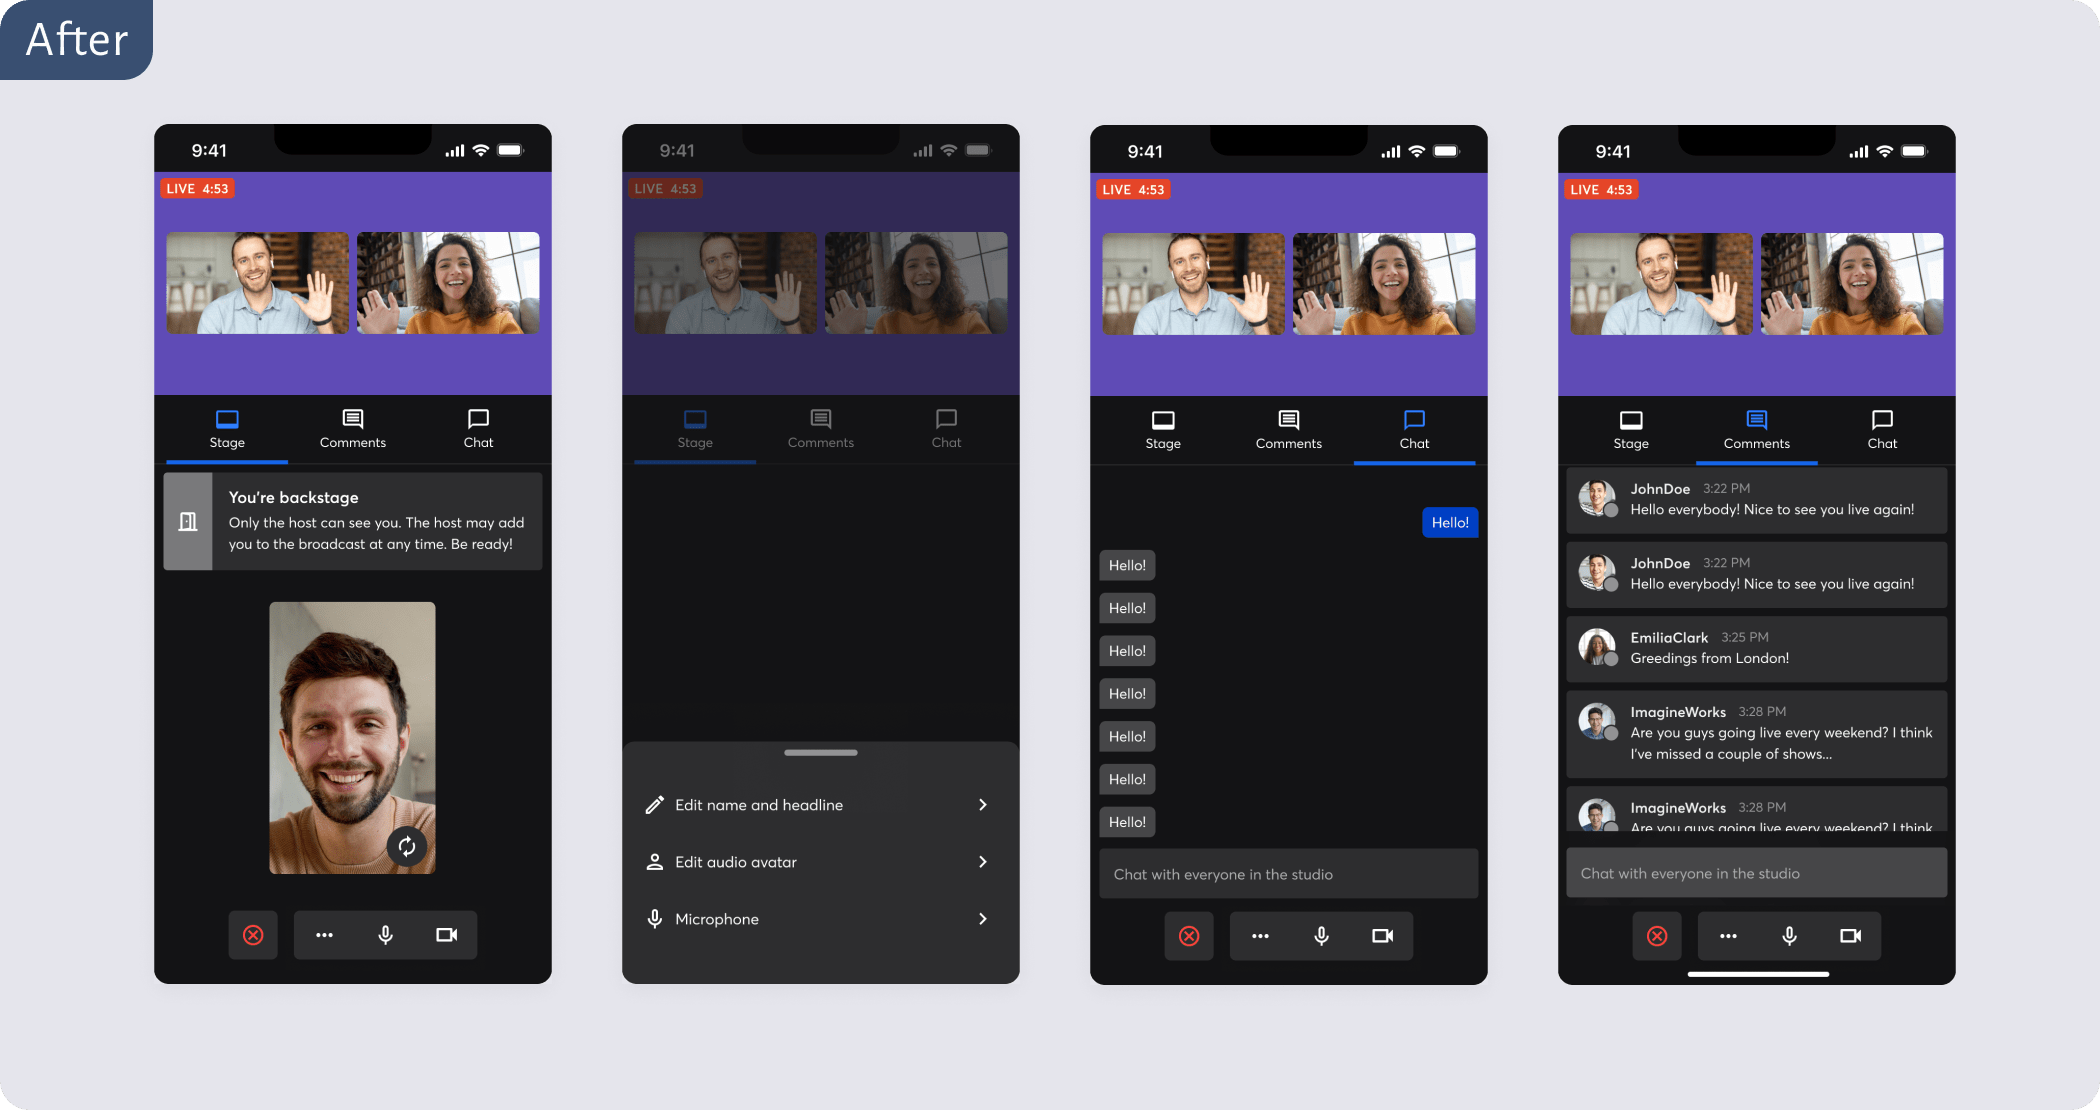 After
9:41
LIVE 4:53
Stage
Comments
Chat
You're backstage
Only the host can see you. The host may add
you to the broadcast at any time. Be ready!
9:41
LIVE 4:53
Stage
Comments
Chat
Edit name and headline
Edit audio avatar
Microphone
9:41
LIVE 4:53
Stage
Comments
Chat
Hello!
Hello!
Hello!
Hello!
Hello!
Hello!
Hello!
Hello!
Chat with everyone in the studio
9:41
LIVE 4:53
Stage
Comments
Chat
JohnDoe 3:22 PM
Hello everybody! Nice to see you live again!
JohnDoe 3:22 PM
Hello everybody! Nice to see you live again!
EmiliaClark 3:25 PM
Greedings from London!
ImagineWorks 3:28 PM
Are you guys going live every weekend? I think
I've missed a couple of shows...
ImagineWorks 3:28 PM
Are you guys going live every weekend? I think
Chat with everyone in the studio